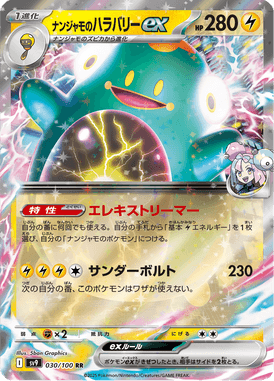 1進化
ナンジャモのハラバリーex
HP280
ナンジャモのズピカから進化
特性 エレキストリーマー
自分の番に何回でも使える。自分の手札から「基本エネルギー」を1枚
選び、自分の「ナンジャモのポケモン」につける。
サンダーボルト 230
次の自分の番、このポケモンはワザが使えない。
弱点 ×2 抵抗力 にげる
Illus. 5ban Graphics
sv9 030/100 RR
exルール
ポケモンexがきぜつしたとき、相手はサイドを2枚とる。
©2025 Pokémon/Nintendo/Creatures/GAME FREAK.